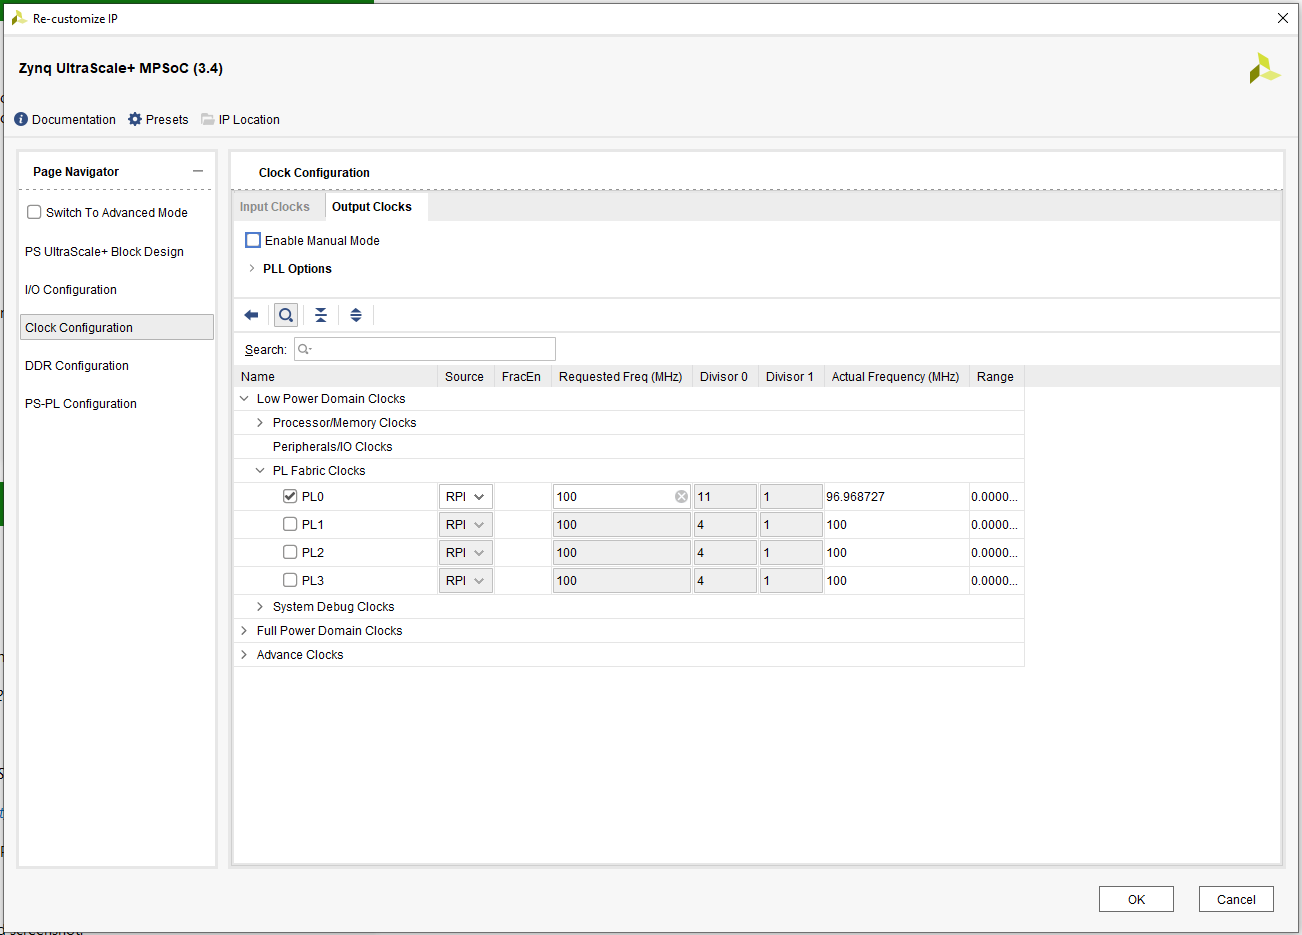 Re-customize IP
Zynq UltraScale+ MPSoC (3.4)
Documentation Presets IP Location
Page Navigator
Switch To Advanced Mode
PS UltraScale+ Block Design
I/O Configuration
Clock Configuration
DDR Configuration
PS-PL Configuration
Clock Configuration
Input Clocks Output Clocks
Enable Manual Mode
PLL Options
Search:
Name Source FracEn Requested Freq (MHz) Divisor 0 Divisor 1 Actual Frequency (MHz) Range
Low Power Domain Clocks
Processor/Memory Clocks
Peripherals/IO Clocks
PL Fabric Clocks
PL0 RPI 100 11 1 96.968727 0.0000...
PL1 RPI 100 4 1 100 0.0000...
PL2 RPI 100 4 1 100 0.0000...
PL3 RPI 100 4 1 100 0.0000...
System Debug Clocks
Full Power Domain Clocks
Advance Clocks
OK Cancel